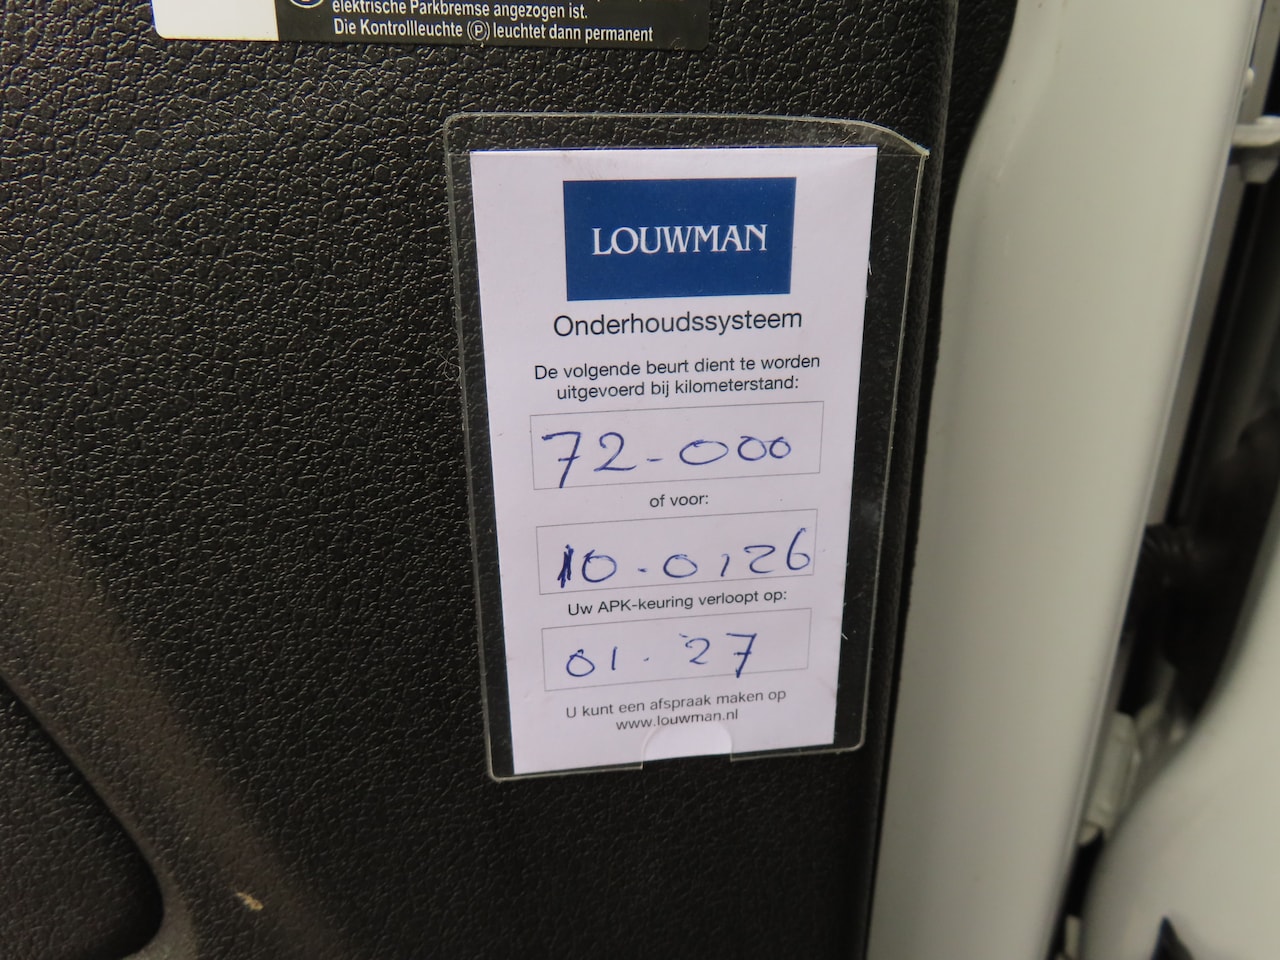 elektrische Parkbremse angezogen ist.
Die Kontrollleuchte (P) leuchtet dann permanent
LOUWMAN
Onderhoudssysteem
De volgende beurt dient te worden
uitgevoerd bij kilometerstand:
72-000
of voor:
10-0126
Uw APK-keuring verloopt op:
01-27
U kunt een afspraak maken op
www.louwman.nl